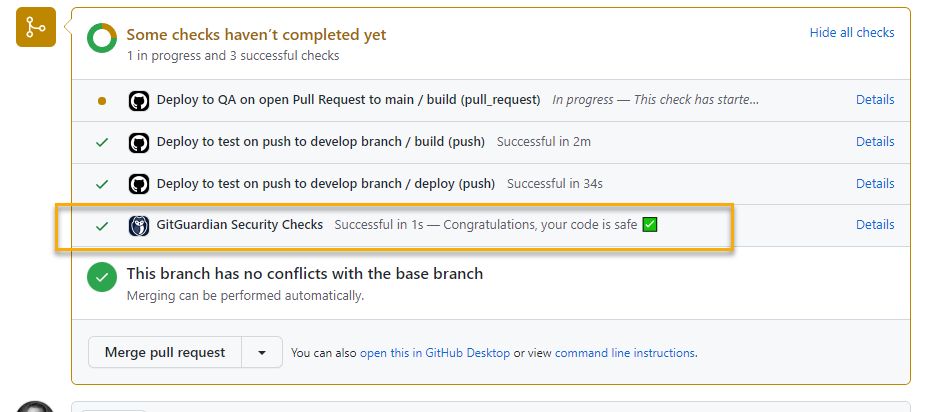 Some checks haven't completed yet
Hide all checks
1 in progress and 3 successful checks
Deploy to QA on open Pull Request to main / build (pull_request) In progress — This check has starte... Details
Deploy to test on push to develop branch / build (push) Successful in 2m Details
Deploy to test on push to develop branch / deploy (push) Successful in 34s Details
GitGuardian Security Checks Successful in 1s — Congratulations, your code is safe ✅ Details
This branch has no conflicts with the base branch
Merging can be performed automatically.
Merge pull request You can also open this in GitHub Desktop or view command line instructions.